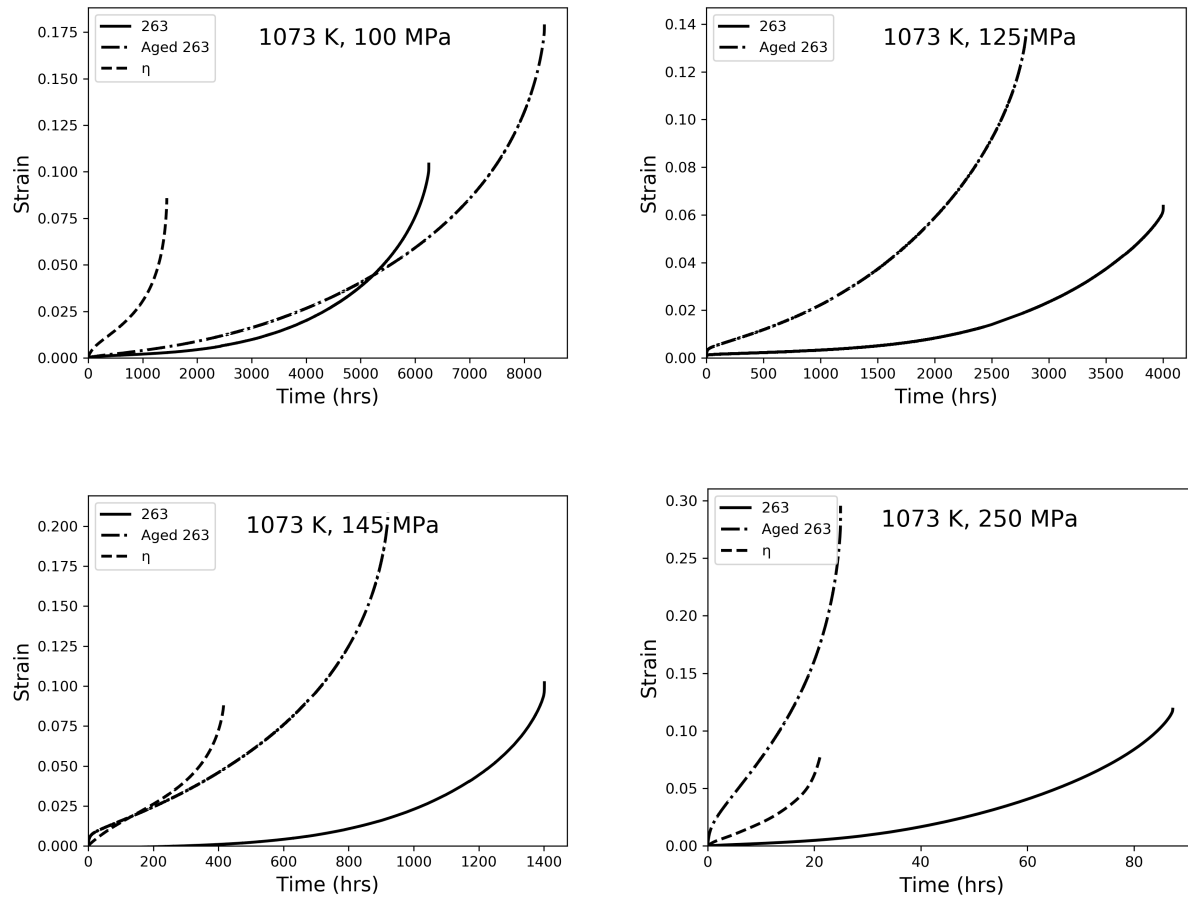 1073 K, 100 MPa
263
Aged 263
η
Strain
0.175
0.150
0.125
0.100
0.075
0.050
0.025
0.000
0 1000 2000 3000 4000 5000 6000 7000 8000
Time (hrs)
1073 K, 125 MPa
263
Aged 263
Strain
0.14
0.12
0.10
0.08
0.06
0.04
0.02
0.00
0 500 1000 1500 2000 2500 3000 3500 4000
Time (hrs)
1073 K, 145 MPa
263
Aged 263
η
Strain
0.200
0.175
0.150
0.125
0.100
0.075
0.050
0.025
0.000
0 200 400 600 800 1000 1200 1400
Time (hrs)
1073 K, 250 MPa
263
Aged 263
η
Strain
0.30
0.25
0.20
0.15
0.10
0.05
0.00
0 20 40 60 80
Time (hrs)